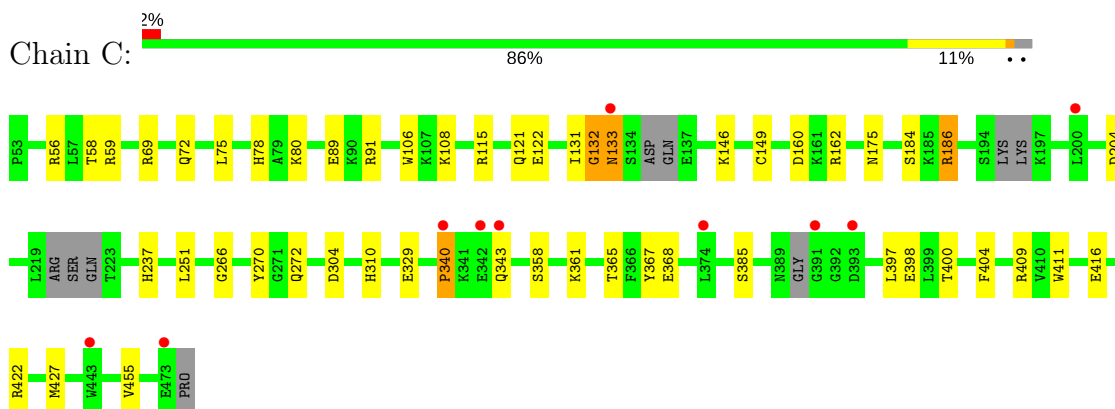 2%
Chain C:
86% 11% • •
P53 R56 L57 T58 R59 R69 Q72 L75 H78 A79 K80 E89 K90 R91 W106 K107 K108 R115 Q121 E122 I131 G132 N133 S134 ASP GLN E137 K146 C149 D160 K161 R162 N175 S184 K185 R186 S194 LYS LYS K197 L200
L219 ARG SER GLN T223 H237 L251 G266 Y270 G271 Q272 D304 H310 E329 P340 K341 E342 Q343 S358 K361 T365 F366 Y367 E368 L374 S385 N389 GLY G391 G392 D393 L397 E398 L399 T400 F404 R409 V410 W411 E416
R422 M427 W443 V455 E473 PRO